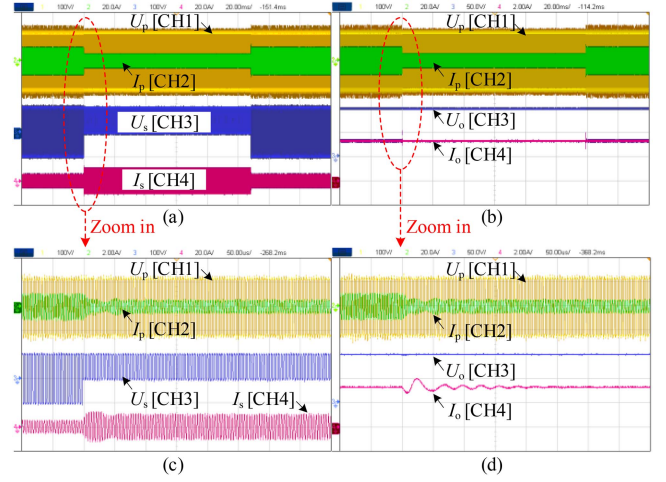 1 100V/ 2 20.0A/ 3 100V/ 4 20.0A/ 20.00ms/ -151.4ms
1 100V/ 2 20.0A/ 3 50.0V/ 4 2.00A/ 20.00ms/ -114.2ms
Up [CH1]
Up [CH1]
Ip [CH2]
Ip [CH2]
Us [CH3]
Uo [CH3]
Is [CH4]
Io [CH4]
(a)
(b)
Zoom in
Zoom in
1 100V/ 2 20.0A/ 3 100V/ 4 20.0A/ 50.00us/ -268.2ms
1 100V/ 2 20.0A/ 3 50.0V/ 4 2.00A/ 50.00us/ -368.2ms
Up [CH1]
Up [CH1]
Ip [CH2]
Ip [CH2]
Us [CH3]
Is [CH4]
Uo [CH3]
Io [CH4]
(c)
(d)